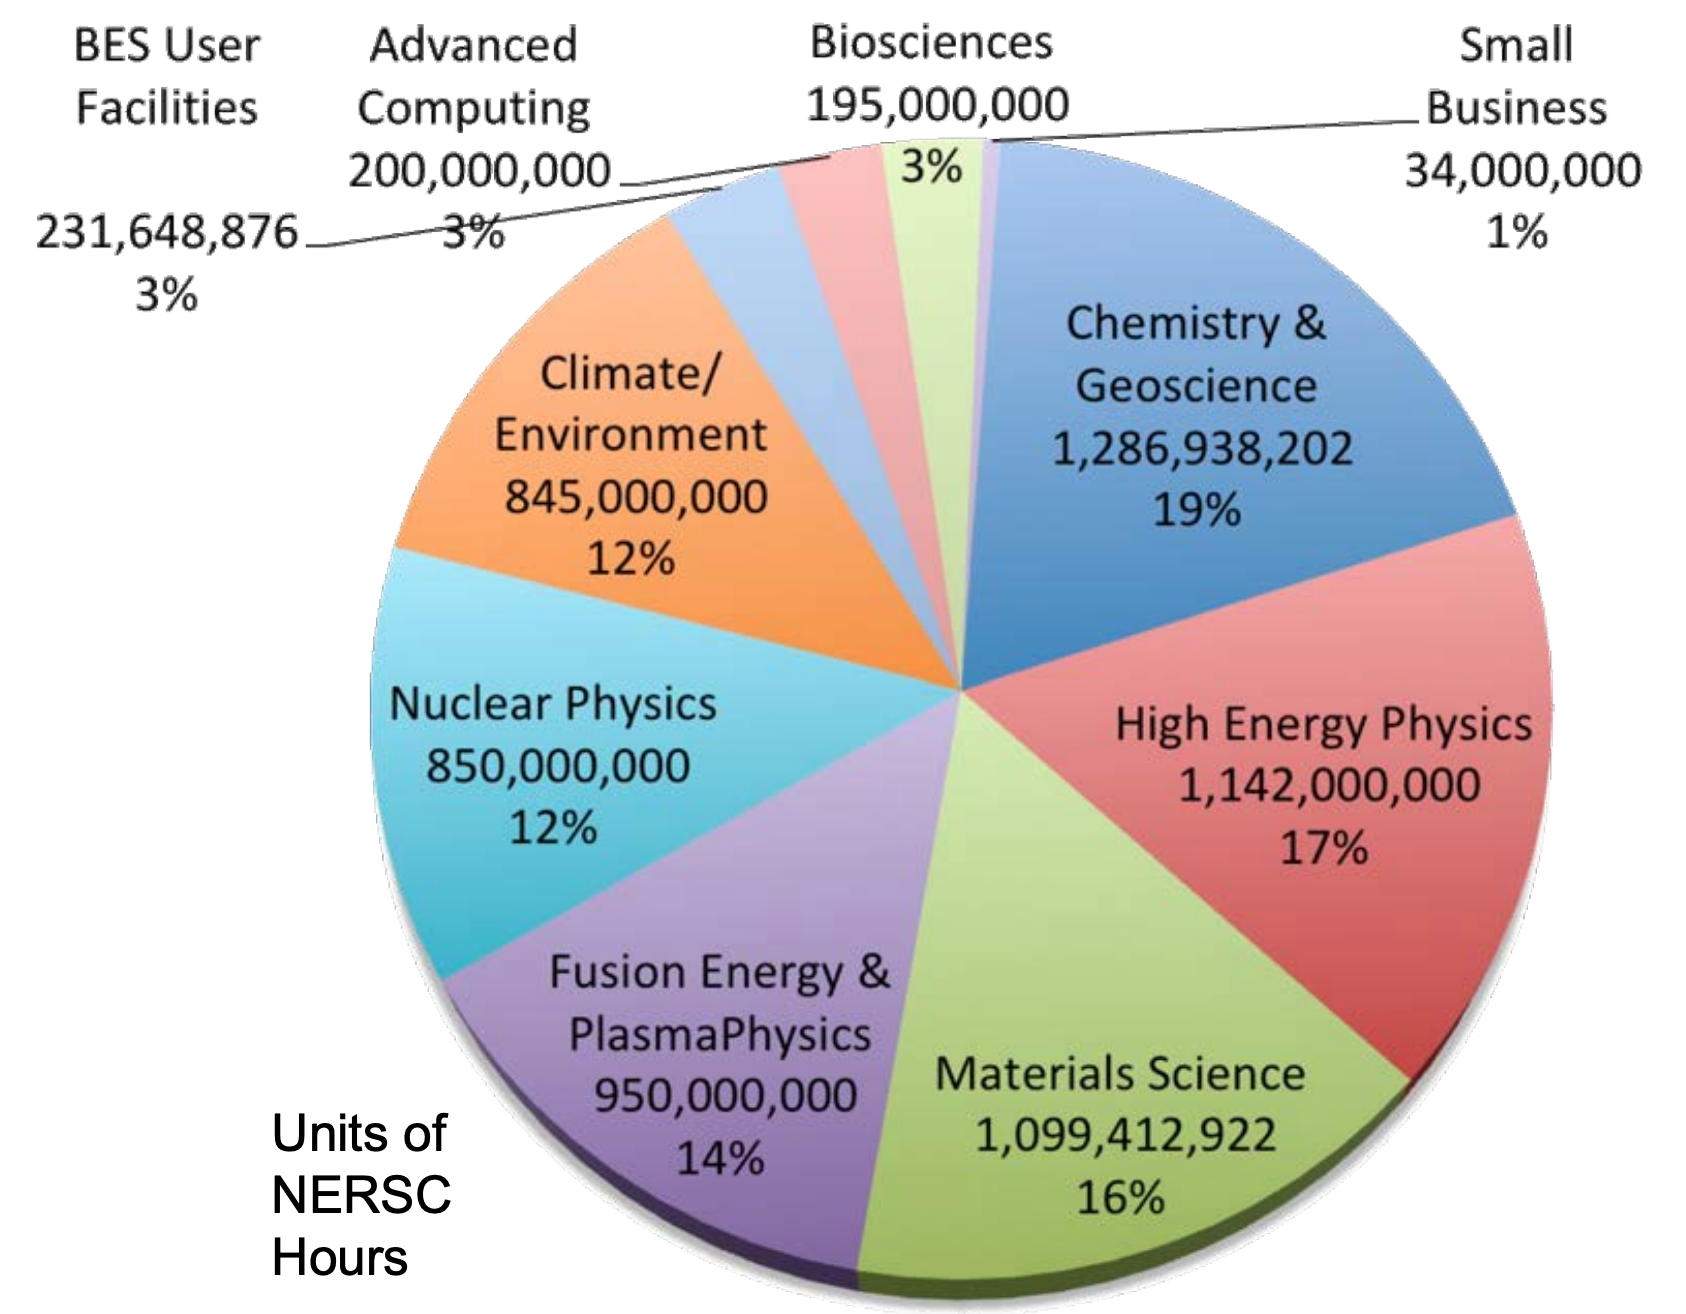 BES User
Facilities
231,648,876
3%
Advanced
Computing
200,000,000
3%
Biosciences
195,000,000
3%
Small
Business
34,000,000
1%
Chemistry &
Geoscience
1,286,938,202
19%
High Energy Physics
1,142,000,000
17%
Materials Science
1,099,412,922
16%
Fusion Energy &
PlasmaPhysics
950,000,000
14%
Nuclear Physics
850,000,000
12%
Climate/
Environment
845,000,000
12%
Units of
NERSC
Hours